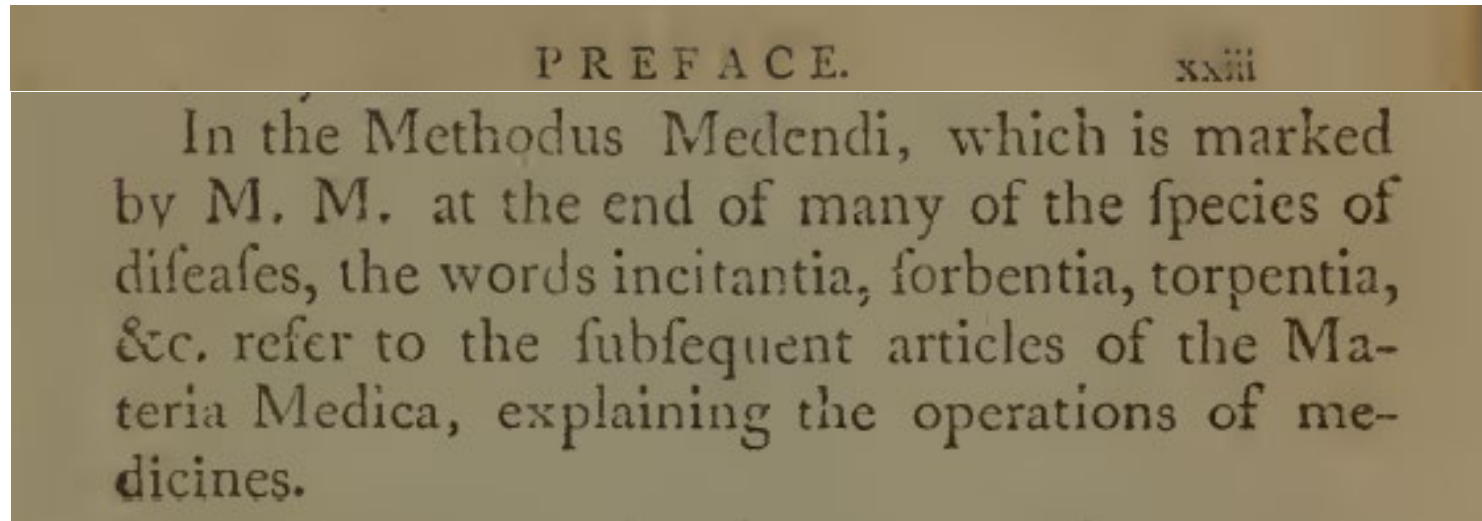 PREFACE. xxiii
In the Methodus Medendi, which is marked
by M. M. at the end of many of the ſpecies of
diſeaſes, the words incitantia, ſorbentia, torpentia,
&c. refer to the ſubſequent articles of the Ma-
teria Medica, explaining the operations of me-
dicines.